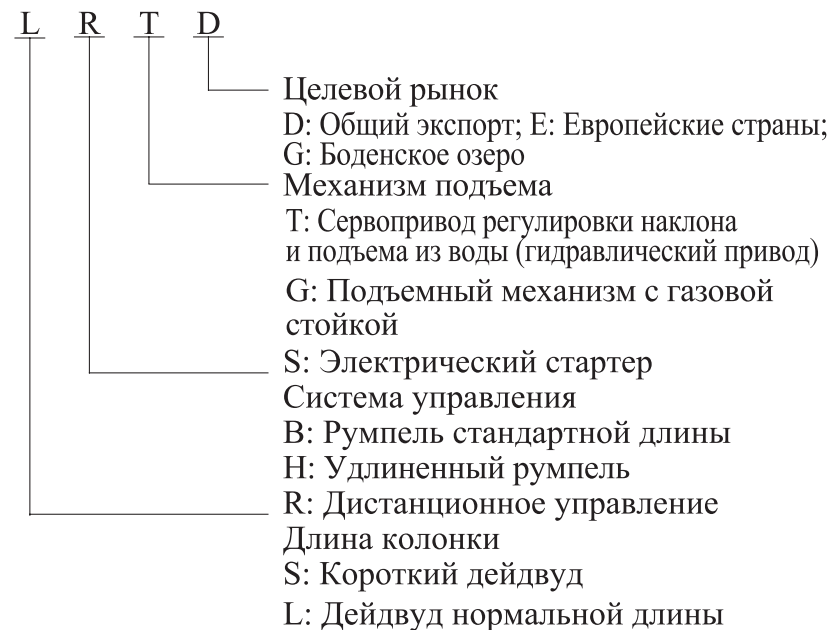 L R T D
Целевой рынок
D: Общий экспорт; E: Европейские страны;
G: Боденское озеро
Механизм подъема
T: Сервопривод регулировки наклона
и подъема из воды (гидравлический привод)
G: Подъемный механизм с газовой
стойкой
S: Электрический стартер
Система управления
B: Румпель стандартной длины
H: Удлиненный румпель
R: Дистанционное управление
Длина колонки
S: Короткий дейдвуд
L: Дейдвуд нормальной длины